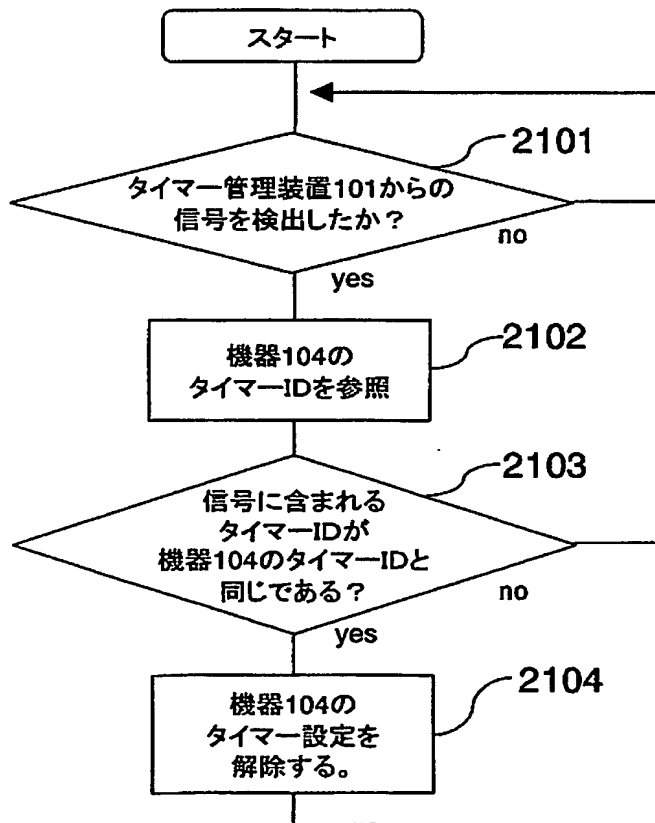 スタート
2101
タイマー管理装置101からの
信号を検出したか?
no
yes
2102
機器104の
タイマーIDを参照
2103
信号に含まれる
タイマーIDが
機器104のタイマーIDと
同じである?
no
yes
2104
機器104の
タイマー設定を
解除する。